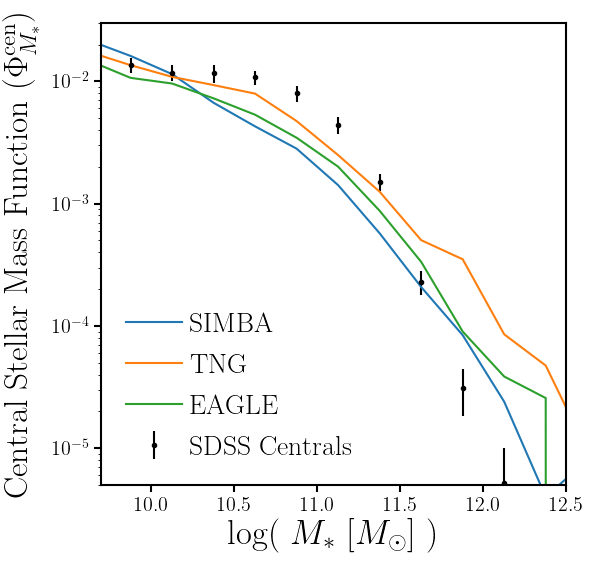 Central Stellar Mass Function (Φ^cen_M*)
10⁻²
10⁻³
10⁻⁴
10⁻⁵
SIMBA
TNG
EAGLE
SDSS Centrals
10.0 10.5 11.0 11.5 12.0 12.5
log( M* [M⊙] )